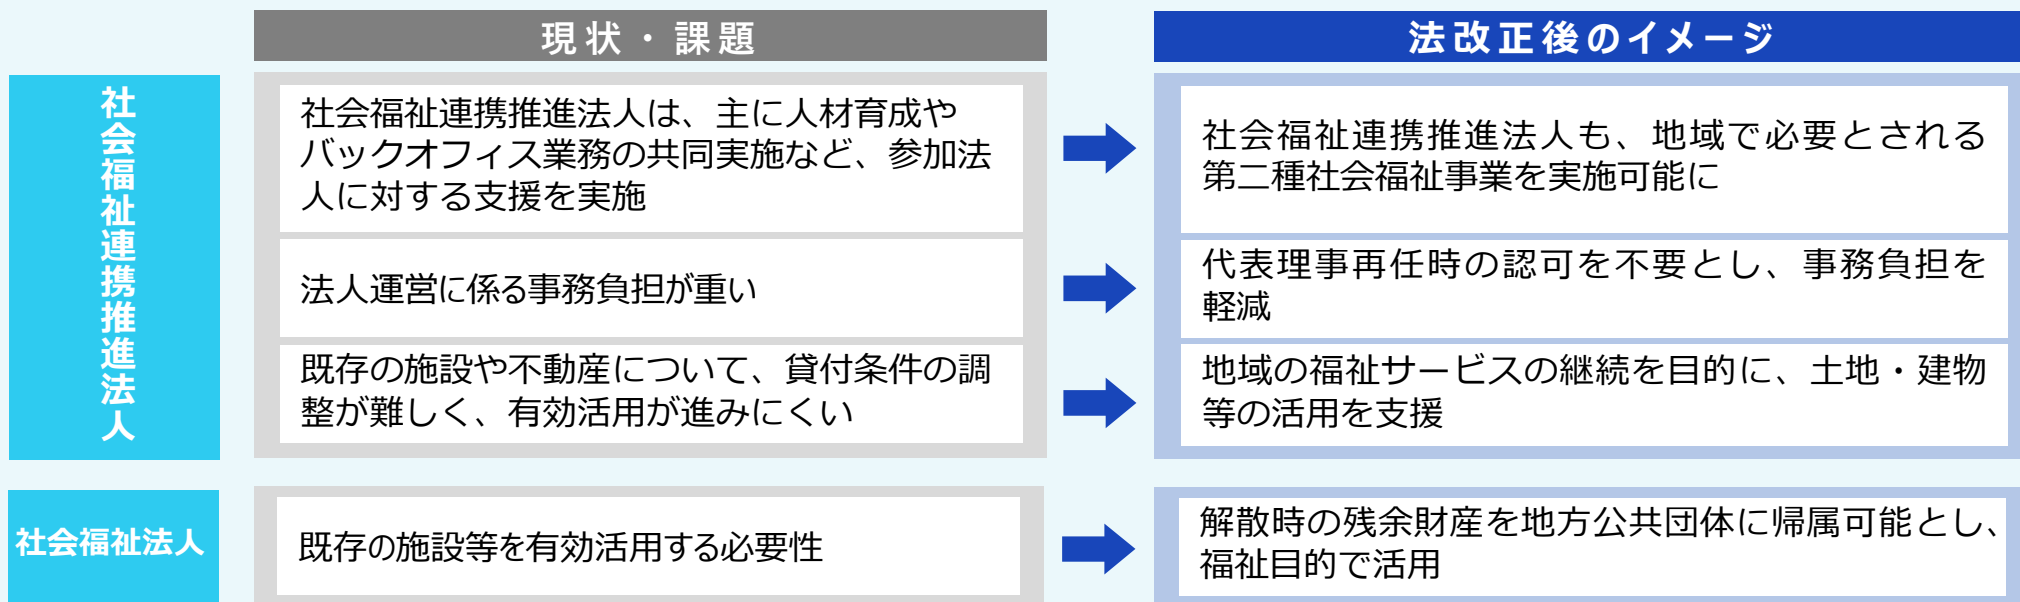 現状・課題
法改正後のイメージ
社会福祉連携推進法人
社会福祉連携推進法人は、主に人材育成や
バックオフィス業務の共同実施など、参加法
人に対する支援を実施
社会福祉連携推進法人も、地域で必要とされる
第二種社会福祉事業を実施可能に
法人運営に係る事務負担が重い
代表理事再任時の認可を不要とし、事務負担を
軽減
既存の施設や不動産について、貸付条件の調
整が難しく、有効活用が進みにくい
地域の福祉サービスの継続を目的に、土地・建物
等の活用を支援
社会福祉法人
既存の施設等を有効活用する必要性
解散時の残余財産を地方公共団体に帰属可能とし、
福祉目的で活用